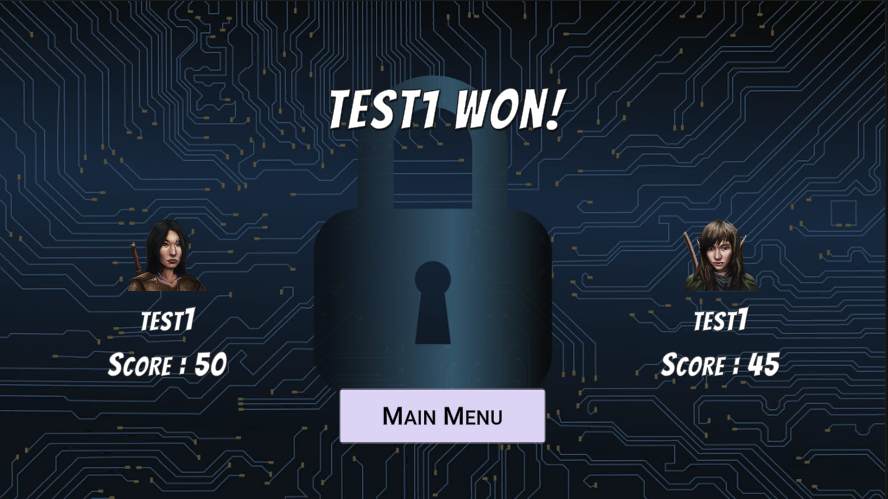 TEST1 WON!
TEST1
Score : 50
TEST1
Score : 45
Main Menu